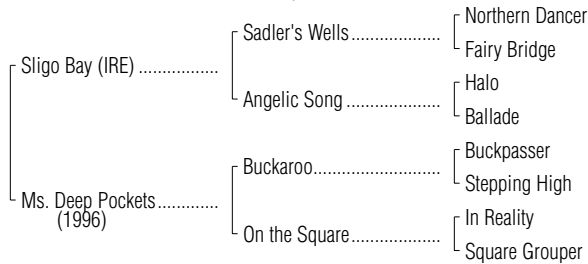 Northern Dancer
Sadler's Wells....................
Fairy Bridge
Sligo Bay (IRE) ................
Halo
Angelic Song .....................
Ballade
Buckpasser
Buckaroo............................
Stepping High
Ms. Deep Pockets.............
(1996)
In Reality
On the Square....................
Square Grouper